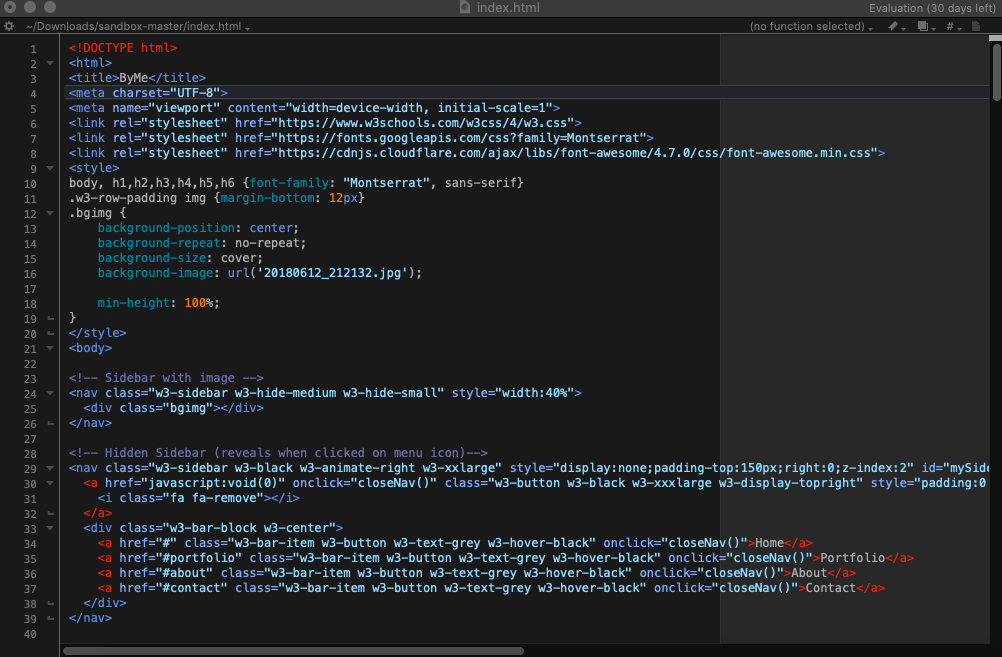 index.html
Evaluation (30 days left)
~/Downloads/sandbox-master/index.html
(no function selected)
#
1 <!DOCTYPE html>
2 <html>
3 <title>ByMe</title>
4 <meta charset="UTF-8">
5 <meta name="viewport" content="width=device-width, initial-scale=1">
6 <link rel="stylesheet" href="https://www.w3schools.com/w3css/4/w3.css">
7 <link rel="stylesheet" href="https://fonts.googleapis.com/css?family=Montserrat">
8 <link rel="stylesheet" href="https://cdnjs.cloudflare.com/ajax/libs/font-awesome/4.7.0/css/font-awesome.min.css">
9 <style>
10 body, h1,h2,h3,h4,h5,h6 {font-family: "Montserrat", sans-serif}
11 .w3-row-padding img {margin-bottom: 12px}
12 .bgimg {
13     background-position: center;
14     background-repeat: no-repeat;
15     background-size: cover;
16     background-image: url('20180612_212132.jpg');
17
18     min-height: 100%;
19 }
20 </style>
21 <body>
22
23 <!-- Sidebar with image -->
24 <nav class="w3-sidebar w3-hide-medium w3-hide-small" style="width:40%">
25   <div class="bgimg"></div>
26 </nav>
27
28 <!-- Hidden Sidebar (reveals when clicked on menu icon)-->
29 <nav class="w3-sidebar w3-black w3-animate-right w3-xxlarge" style="display:none;padding-top:150px;right:0;z-index:2" id="mySide
30   <a href="javascript:void(0)" onclick="closeNav()" class="w3-button w3-black w3-xxxlarge w3-display-topright" style="padding:0
31     <i class="fa fa-remove"></i>
32   </a>
33   <div class="w3-bar-block w3-center">
34     <a href="#" class="w3-bar-item w3-button w3-text-grey w3-hover-black" onclick="closeNav()">Home</a>
35     <a href="#portfolio" class="w3-bar-item w3-button w3-text-grey w3-hover-black" onclick="closeNav()">Portfolio</a>
36     <a href="#about" class="w3-bar-item w3-button w3-text-grey w3-hover-black" onclick="closeNav()">About</a>
37     <a href="#contact" class="w3-bar-item w3-button w3-text-grey w3-hover-black" onclick="closeNav()">Contact</a>
38   </div>
39 </nav>
40